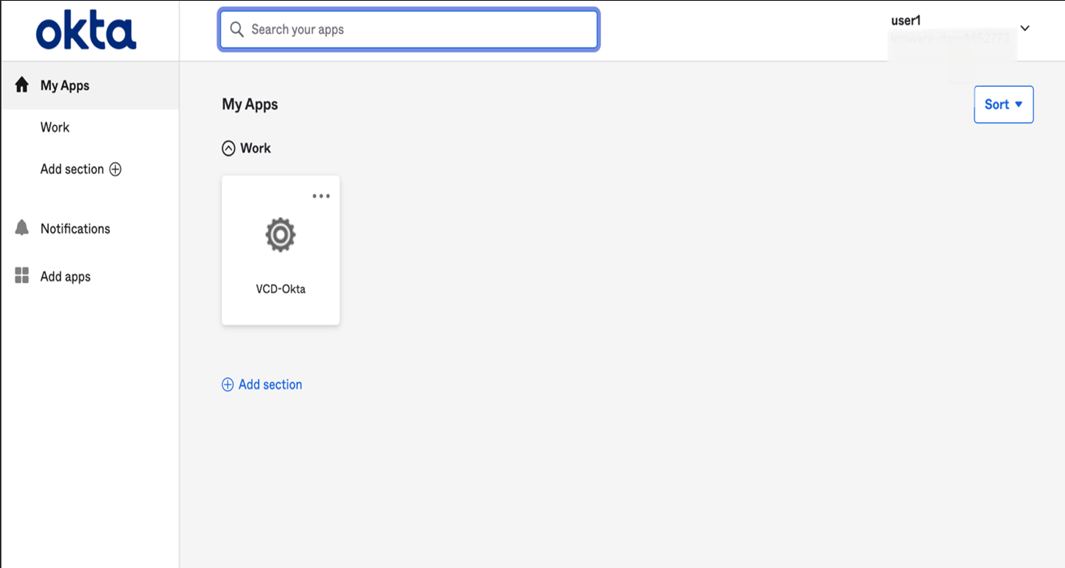 okta
Search your apps
user1
My Apps
Work
Add section
Notifications
Add apps
My Apps
Sort
Work
VCD-Okta
Add section